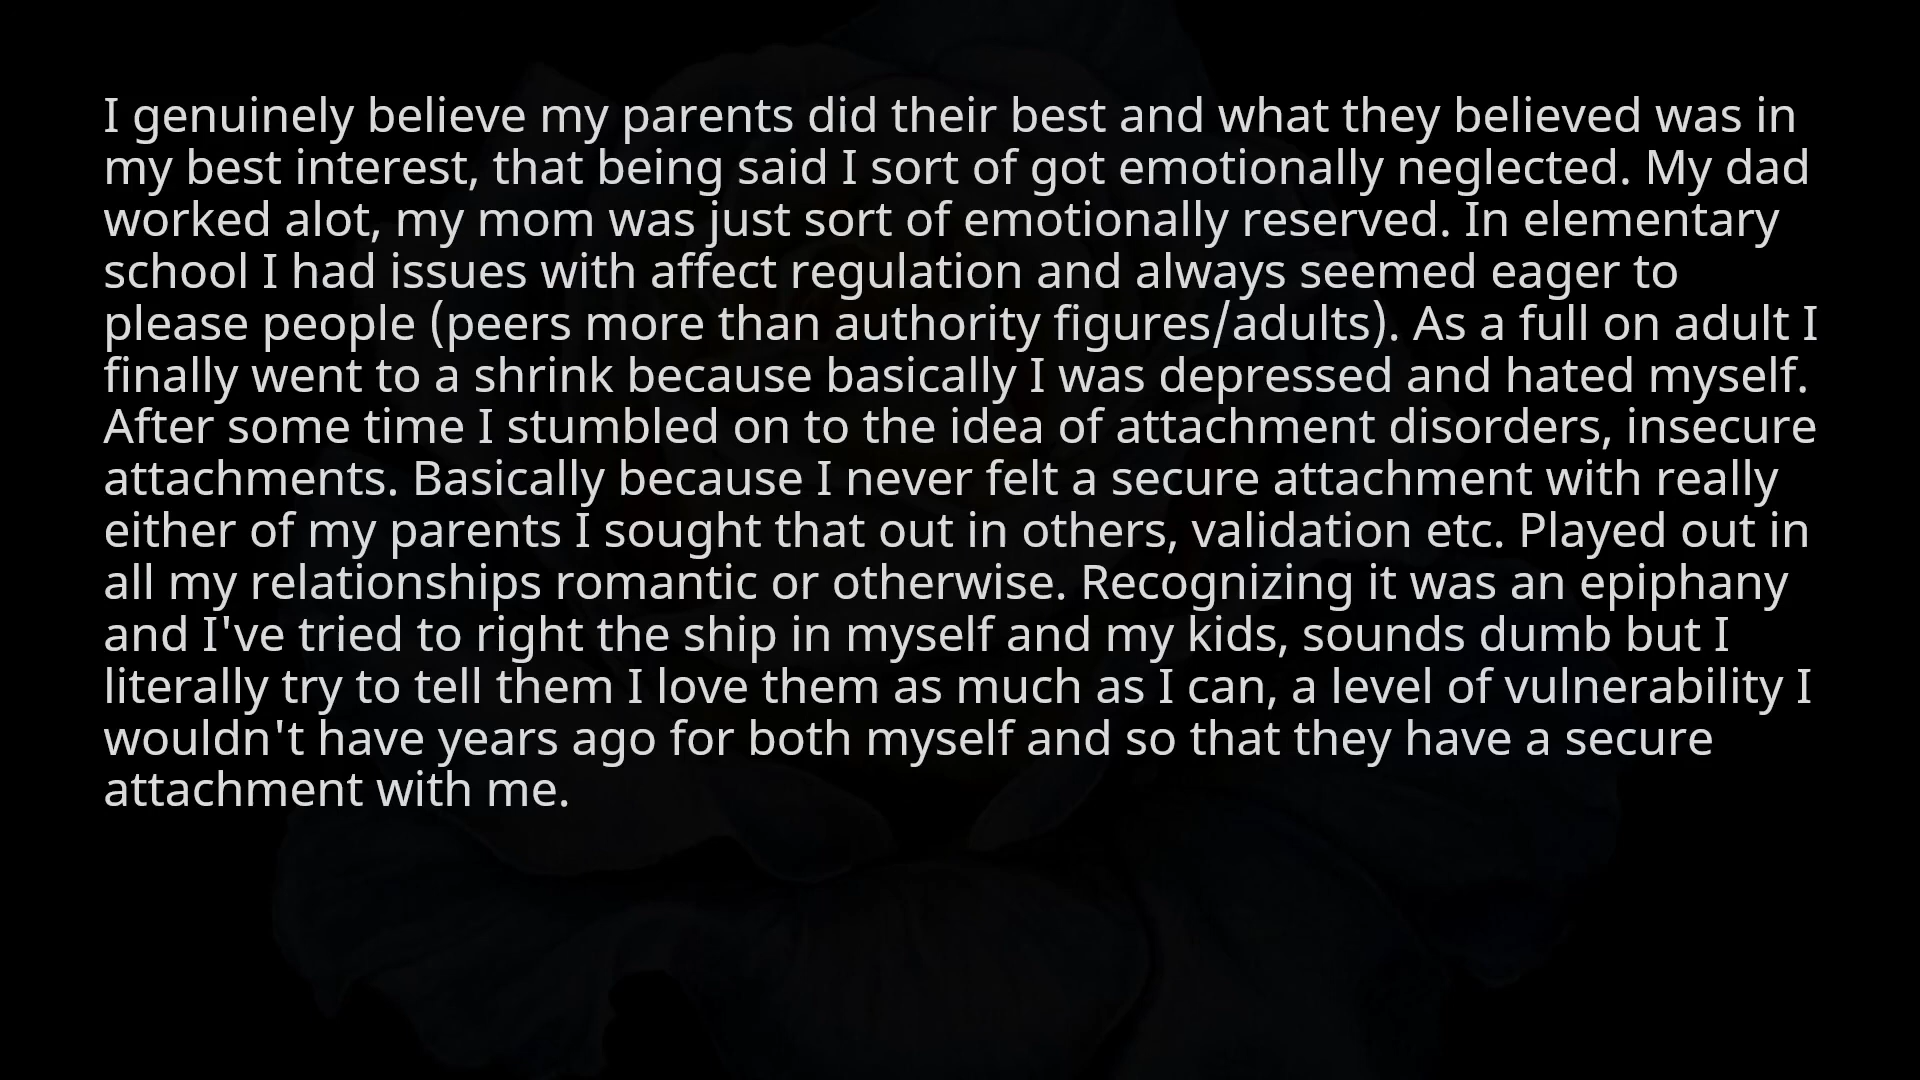 I genuinely believe my parents did their best and what they believed was in
my best interest, that being said I sort of got emotionally neglected. My dad
worked alot, my mom was just sort of emotionally reserved. In elementary
school I had issues with affect regulation and always seemed eager to
please people (peers more than authority figures/adults). As a full on adult I
finally went to a shrink because basically I was depressed and hated myself.
After some time I stumbled on to the idea of attachment disorders, insecure
attachments. Basically because I never felt a secure attachment with really
either of my parents I sought that out in others, validation etc. Played out in
all my relationships romantic or otherwise. Recognizing it was an epiphany
and I've tried to right the ship in myself and my kids, sounds dumb but I
literally try to tell them I love them as much as I can, a level of vulnerability I
wouldn't have years ago for both myself and so that they have a secure
attachment with me.